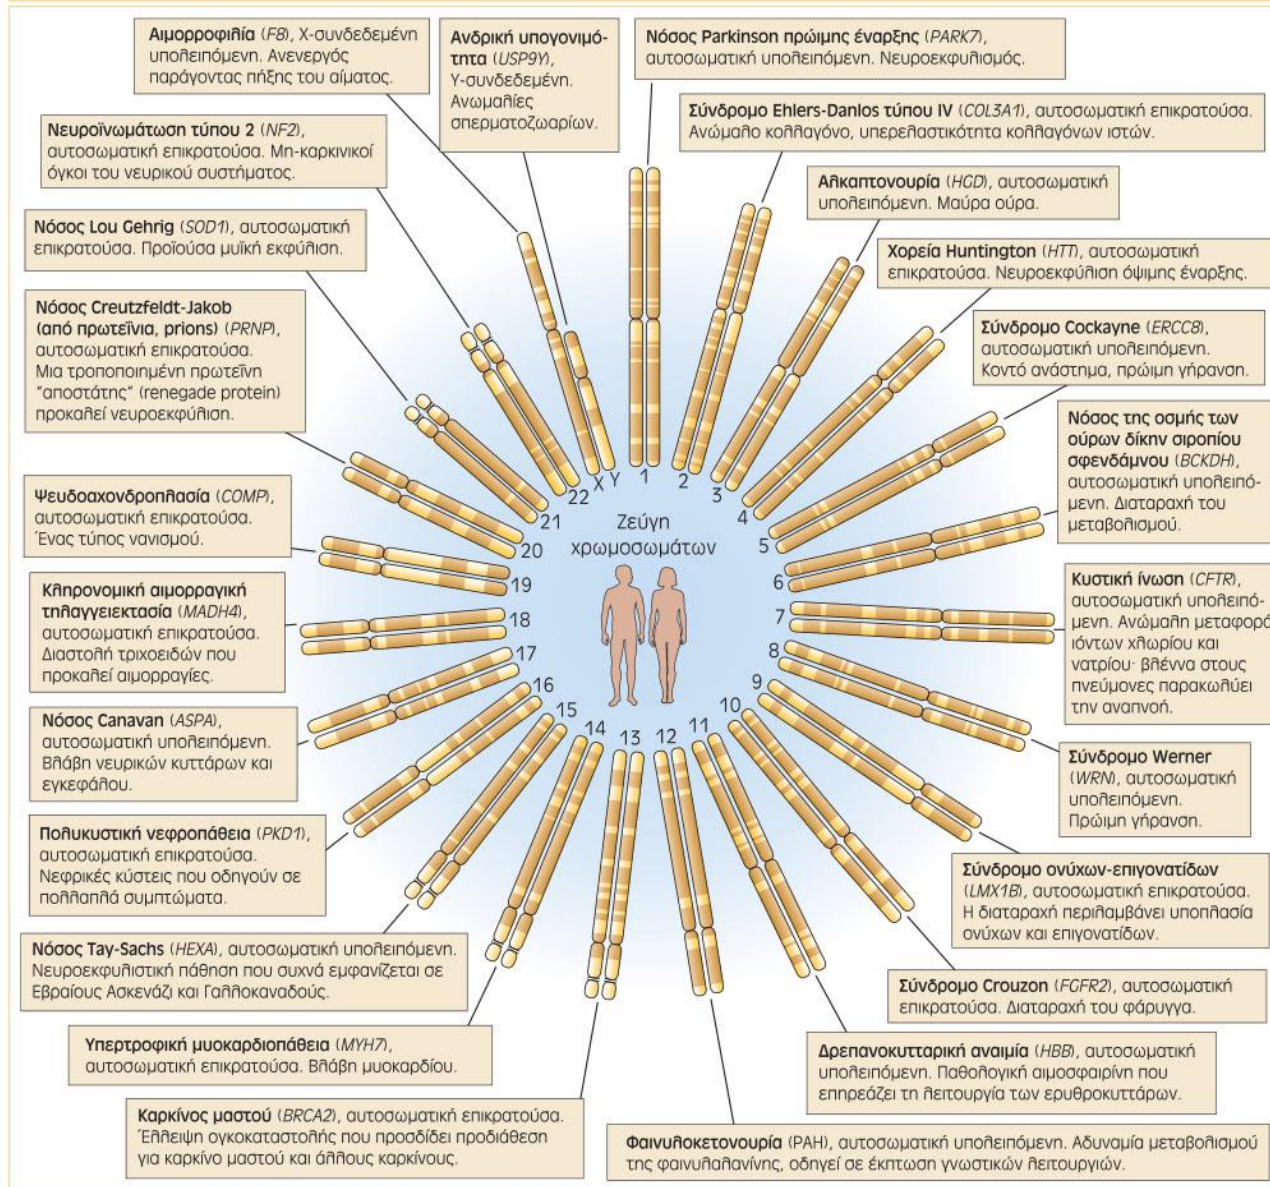 Αιμορροφιλία (F8), Χ-συνδεδεμένη
υπολειπόμενη. Ανενεργός
παράγοντας πήξης του αίματος.
Ανδρική υπογονιμό-
τητα (USP9Y),
Υ-συνδεδεμένη.
Ανωμαλίες
σπερματοζωαρίων.
Νόσος Parkinson πρώιμης έναρξης (PARK7),
αυτοσωματική υπολειπόμενη. Νευροεκφυλισμός.
Σύνδρομο Ehlers-Danlos τύπου IV (COL3A1), αυτοσωματική επικρατούσα.
Ανώμαλο κολλαγόνο, υπερελαστικότητα κολλαγόνων ιστών.
Αλκαπτονουρία (HGD), αυτοσωματική
υπολειπόμενη. Μαύρα ούρα.
Χορεία Huntington (HTT), αυτοσωματική
επικρατούσα. Νευροεκφύλιση όψιμης έναρξης.
Σύνδρομο Cockayne (ERCC8),
αυτοσωματική υπολειπόμενη.
Κοντό ανάστημα, πρώιμη γήρανση.
Νόσος της οσμής των
ούρων δίκην σιροπίου
σφενδάμνου (BCKDH),
αυτοσωματική υπολειπό-
μενη. Διαταραχή του
μεταβολισμού.
Κυστική ίνωση (CFTR),
αυτοσωματική υπολειπό-
μενη. Ανώμαλη μεταφορά
ιόντων χλωρίου και
νατρίου· βλέννα στους
πνεύμονες παρακωλύει
την αναπνοή.
Σύνδρομο Werner
(WRN), αυτοσωματική
υπολειπόμενη.
Πρώιμη γήρανση.
Σύνδρομο ονύχων-επιγονατίδων
(LMX1B), αυτοσωματική επικρατούσα.
Η διαταραχή περιλαμβάνει υποπλασία
ονύχων και επιγονατίδων.
Σύνδρομο Crouzon (FGFR2), αυτοσωματική
επικρατούσα. Διαταραχή του φάρυγγα.
Δρεπανοκυτταρική αναιμία (HBB), αυτοσωματική
υπολειπόμενη. Παθολογική αιμοσφαιρίνη που
επηρεάζει τη λειτουργία των ερυθροκυττάρων.
Φαινυλοκετονουρία (PAH), αυτοσωματική υπολειπόμενη. Αδυναμία μεταβολισμού
της φαινυλαλανίνης, οδηγεί σε έκπτωση γνωστικών λειτουργιών.
Καρκίνος μαστού (BRCA2), αυτοσωματική επικρατούσα.
Έλλειψη ογκοκαταστολής που προσδίδει προδιάθεση
για καρκίνο μαστού και άλλους καρκίνους.
Υπερτροφική μυοκαρδιοπάθεια (MYH7),
αυτοσωματική επικρατούσα. Βλάβη μυοκαρδίου.
Νόσος Tay-Sachs (HEXA), αυτοσωματική υπολειπόμενη.
Νευροεκφυλιστική πάθηση που συχνά εμφανίζεται σε
Εβραίους Ασκενάζι και Γαλλοκαναδούς.
Πολυκυστική νεφροπάθεια (PKD1),
αυτοσωματική επικρατούσα.
Νεφρικές κύστεις που οδηγούν σε
πολλαπλά συμπτώματα.
Νόσος Canavan (ASPA),
αυτοσωματική υπολειπόμενη.
Βλάβη νευρικών κυττάρων και
εγκεφάλου.
Κληρονομική αιμορραγική
τηλαγγειεκτασία (MADH4),
αυτοσωματική επικρατούσα.
Διαστολή τριχοειδών που
προκαλεί αιμορραγίες.
Ψευδοαχονδροπλασία (COMP),
αυτοσωματική επικρατούσα.
Ένας τύπος νανισμού.
Νόσος Creutzfeldt-Jakob
(από πρωτεΐνια, prions) (PRNP),
αυτοσωματική επικρατούσα.
Μια τροποποιημένη πρωτεΐνη
"αποστάτης" (renegade protein)
προκαλεί νευροεκφύλιση.
Νόσος Lou Gehrig (SOD1), αυτοσωματική
επικρατούσα. Προϊούσα μυϊκή εκφύλιση.
Νευροϊνωμάτωση τύπου 2 (NF2),
αυτοσωματική επικρατούσα. Μη-καρκινικοί
όγκοι του νευρικού συστήματος.
Ζεύγη
χρωμοσωμάτων
1
2
3
4
5
6
7
8
9
10
11
12
13
14
15
16
17
18
19
20
21
22
X Y